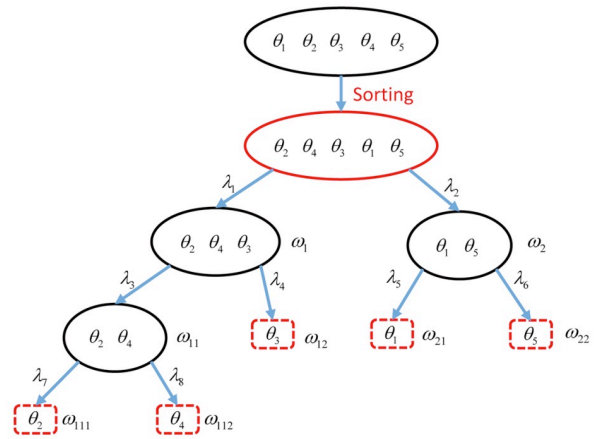 θ₁ θ₂ θ₃ θ₄ θ₅
Sorting
θ₂ θ₄ θ₃ θ₁ θ₅
λ₁ λ₂
θ₂ θ₄ θ₃ ω₁ θ₁ θ₅ ω₂
λ₃ λ₄ λ₅ λ₆
θ₂ θ₄ ω₁₁ θ₃ ω₁₂ θ₁ ω₂₁ θ₅ ω₂₂
λ₇ λ₈
θ₂ ω₁₁₁ θ₄ ω₁₁₂